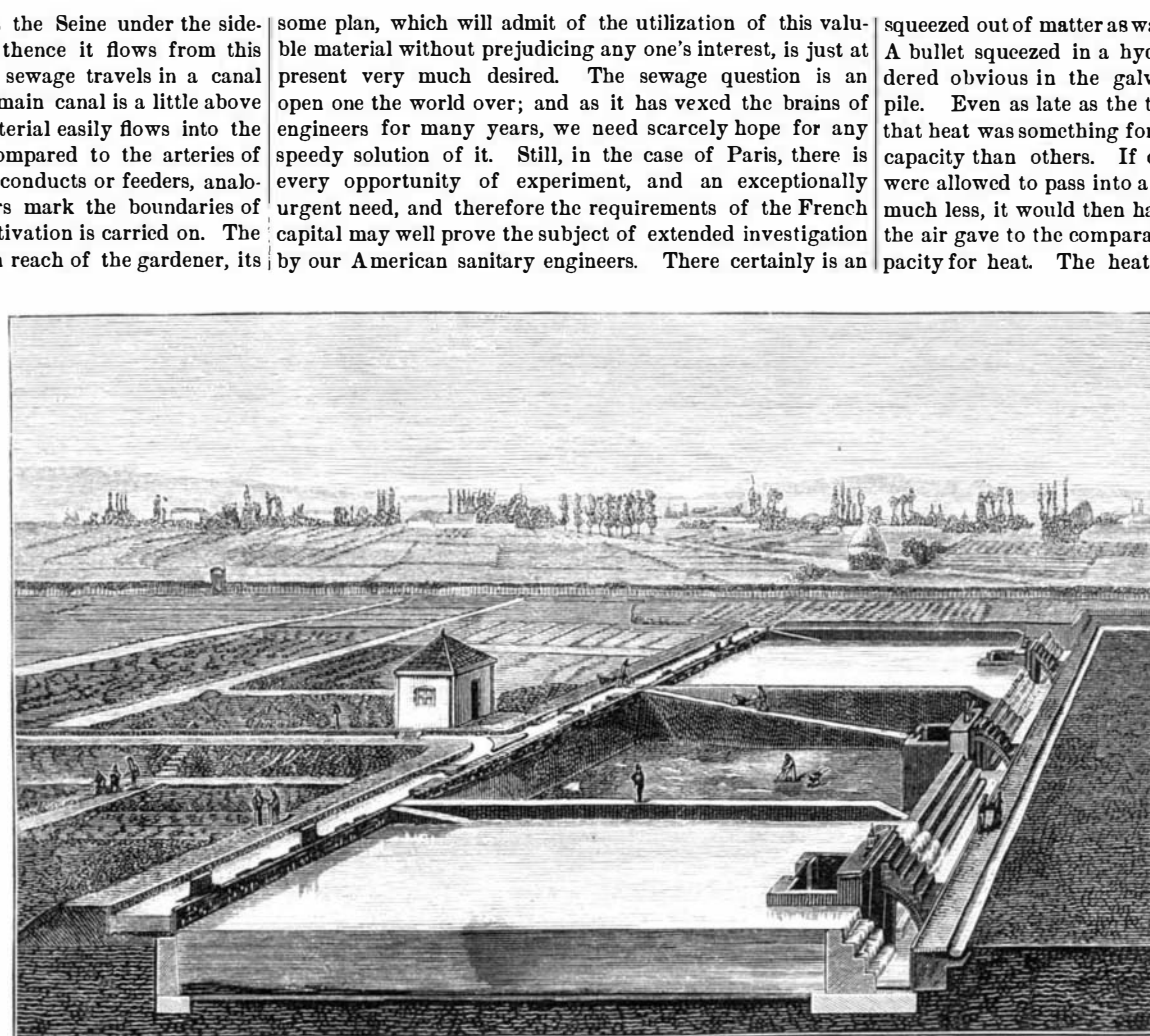 the Seine under the side-
thence it flows from this
sewage travels in a canal
main canal is a little above
terial easily flows into the
ompared to the arteries of
conducts or feeders, analo-
rs mark the boundaries of
tivation is carried on. The
reach of the gardener, its
some plan, which will admit of the utilization of this valu-
ble material without prejudicing any one's interest, is just at
present very much desired. The sewage question is an
open one the world over; and as it has vexed the brains of
engineers for many years, we need scarcely hope for any
speedy solution of it. Still, in the case of Paris, there is
every opportunity of experiment, and an exceptionally
urgent need, and therefore the requirements of the French
capital may well prove the subject of extended investigation
by our American sanitary engineers. There certainly is an
squeezed out of matter as wa
A bullet squeezed in a hyd
dered obvious in the galv
pile. Even as late as the t
that heat was something for
capacity than others. If
were allowed to pass into a
much less, it would then ha
the air gave to the compara
pacity for heat. The heat